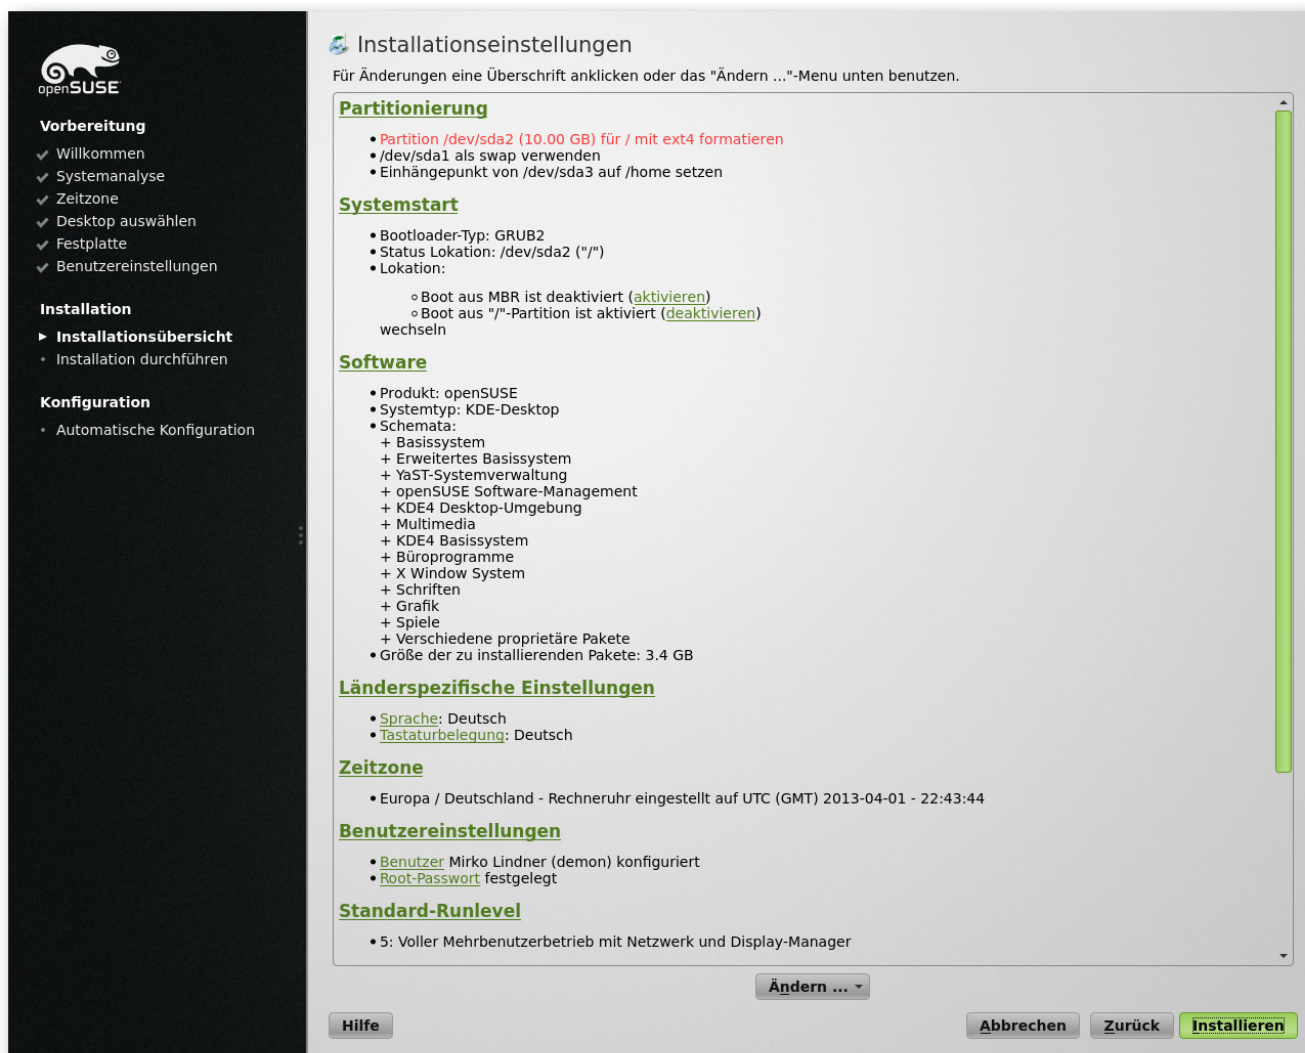 openSUSE
Vorbereitung
Willkommen
Systemanalyse
Zeitzone
Desktop auswählen
Festplatte
Benutzereinstellungen
Installation
Installationsübersicht
Installation durchführen
Konfiguration
Automatische Konfiguration
Installationseinstellungen
Für Änderungen eine Überschrift anklicken oder das "Ändern ..."-Menu unten benutzen.
Partitionierung
Partition /dev/sda2 (10.00 GB) für / mit ext4 formatieren
/dev/sda1 als swap verwenden
Einhängepunkt von /dev/sda3 auf /home setzen
Systemstart
Bootloader-Typ: GRUB2
Status Lokation: /dev/sda2 ("/")
Lokation:
Boot aus MBR ist deaktiviert (aktivieren)
Boot aus "/"-Partition ist aktiviert (deaktivieren)
wechseln
Software
Produkt: openSUSE
Systemtyp: KDE-Desktop
Schemata:
+ Basissystem
+ Erweitertes Basissystem
+ YaST-Systemverwaltung
+ openSUSE Software-Management
+ KDE4 Desktop-Umgebung
+ Multimedia
+ KDE4 Basissystem
+ Büroprogramme
+ X Window System
+ Schriften
+ Grafik
+ Spiele
+ Verschiedene proprietäre Pakete
Größe der zu installierenden Pakete: 3.4 GB
Länderspezifische Einstellungen
Sprache: Deutsch
Tastaturbelegung: Deutsch
Zeitzone
Europa / Deutschland - Rechneruhr eingestellt auf UTC (GMT) 2013-04-01 - 22:43:44
Benutzereinstellungen
Benutzer Mirko Lindner (demon) konfiguriert
Root-Passwort festgelegt
Standard-Runlevel
5: Voller Mehrbenutzerbetrieb mit Netzwerk und Display-Manager
Ändern ...
Hilfe
Abbrechen
Zurück
Installieren